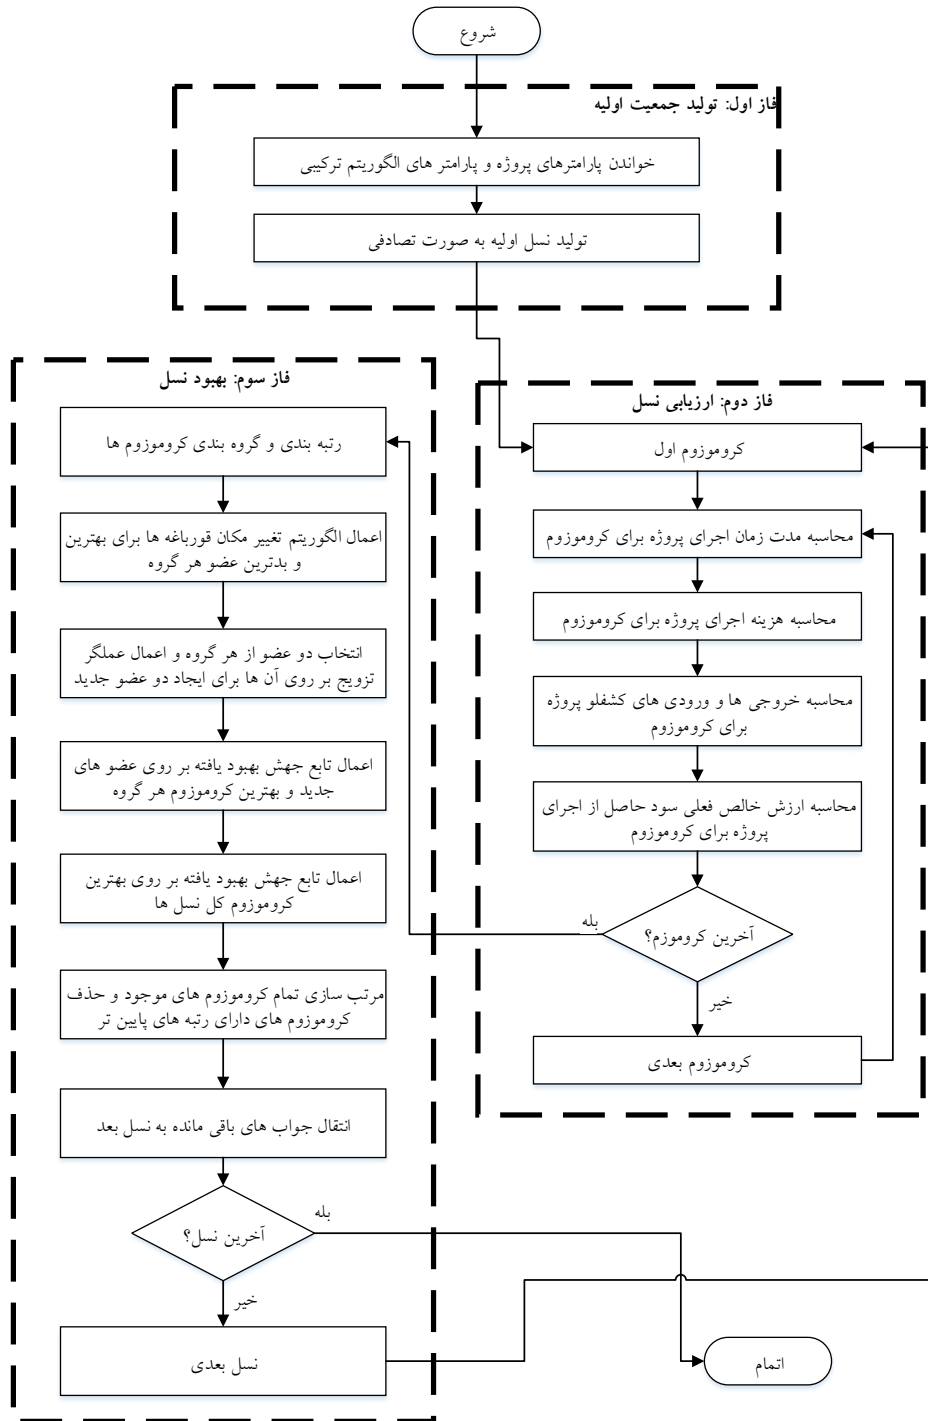 شروع
فاز اول: تولید جمعیت اولیه
خواندن پارامترهای پروژه و پارامتر های الگوریتم ترکیبی
تولید نسل اولیه به صورت تصادفی
فاز دوم: ارزیابی نسل
کروموزوم اول
محاسبه مدت زمان اجرای پروژه برای کروموزوم
محاسبه هزینه اجرای پروژه برای کروموزوم
محاسبه خروجی ها و ورودی های کشفلو پروژه
برای کروموزوم
محاسبه ارزش خالص فعلی سود حاصل از اجرای
پروژه برای کروموزوم
آخرین کروموزم؟
بله
خیر
کروموزوم بعدی
فاز سوم: بهبود نسل
رتبه بندی و گروه بندی کروموزوم ها
اعمال الگوریتم تغییر مکان قورباغه ها برای بهترین
و بدترین عضو هر گروه
انتخاب دو عضو از هر گروه و اعمال عملگر
تزویج بر روی آن ها برای ایجاد دو عضو جدید
اعمال تابع جهش بهبود یافته بر روی عضو های
جدید و بهترین کروموزوم هر گروه
اعمال تابع جهش بهبود یافته بر روی بهترین
کروموزوم کل نسل ها
مرتب سازی تمام کروموزوم های موجود و حذف
کروموزوم های دارای رتبه های پایین تر
انتقال جواب های باقی مانده به نسل بعد
آخرین نسل؟
بله
خیر
نسل بعدی
اتمام